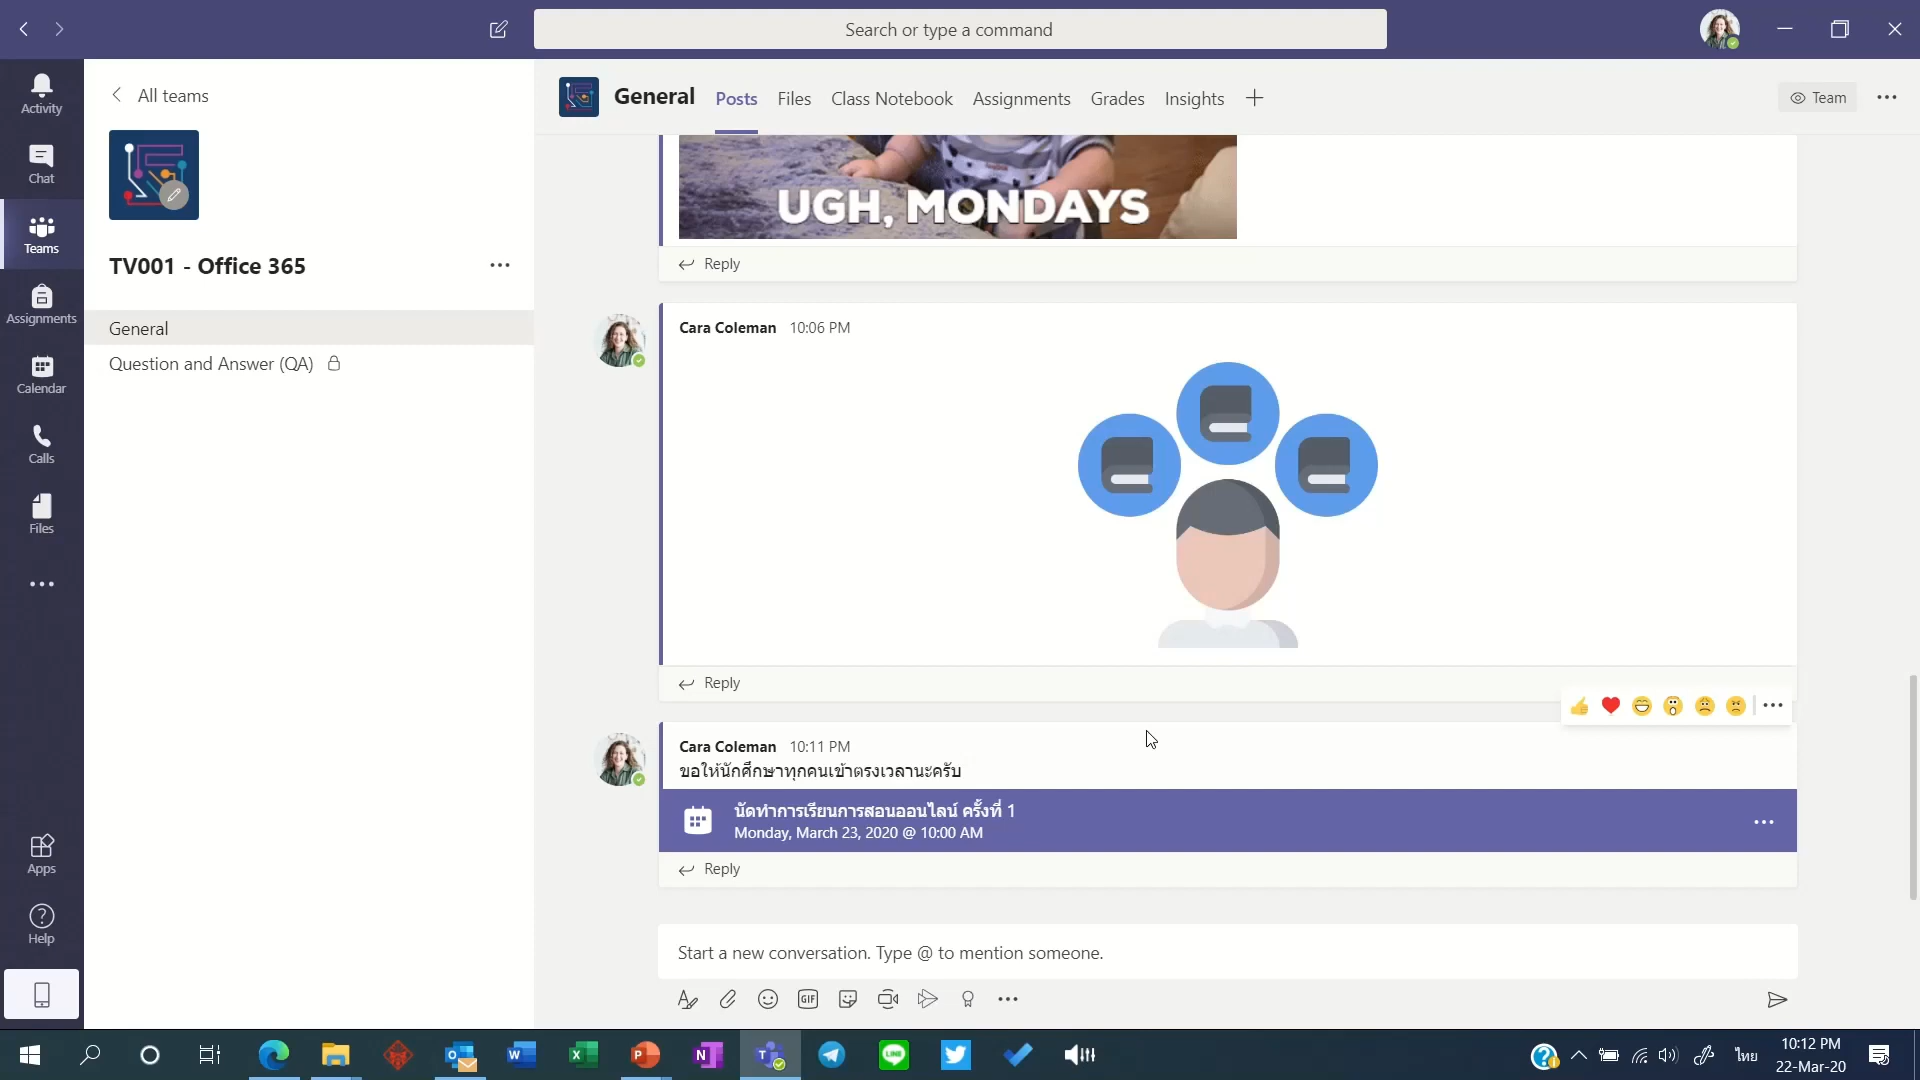 Search or type a command
Activity
Chat
Teams
Assignments
Calendar
Calls
Files
Apps
Help
All teams
TV001 - Office 365
General
Question and Answer (QA)
General
Posts
Files
Class Notebook
Assignments
Grades
Insights
Team
UGH, MONDAYS
Reply
Cara Coleman 10:06 PM
Reply
Cara Coleman 10:11 PM
ขอให้นักศึกษาทุกคนเข้าตรงเวลานะครับ
นัดทำการเรียนการสอนออนไลน์ ครั้งที่ 1
Monday, March 23, 2020 @ 10:00 AM
Reply
Start a new conversation. Type @ to mention someone.
GIF
LINE
ไทย
10:12 PM
22-Mar-20